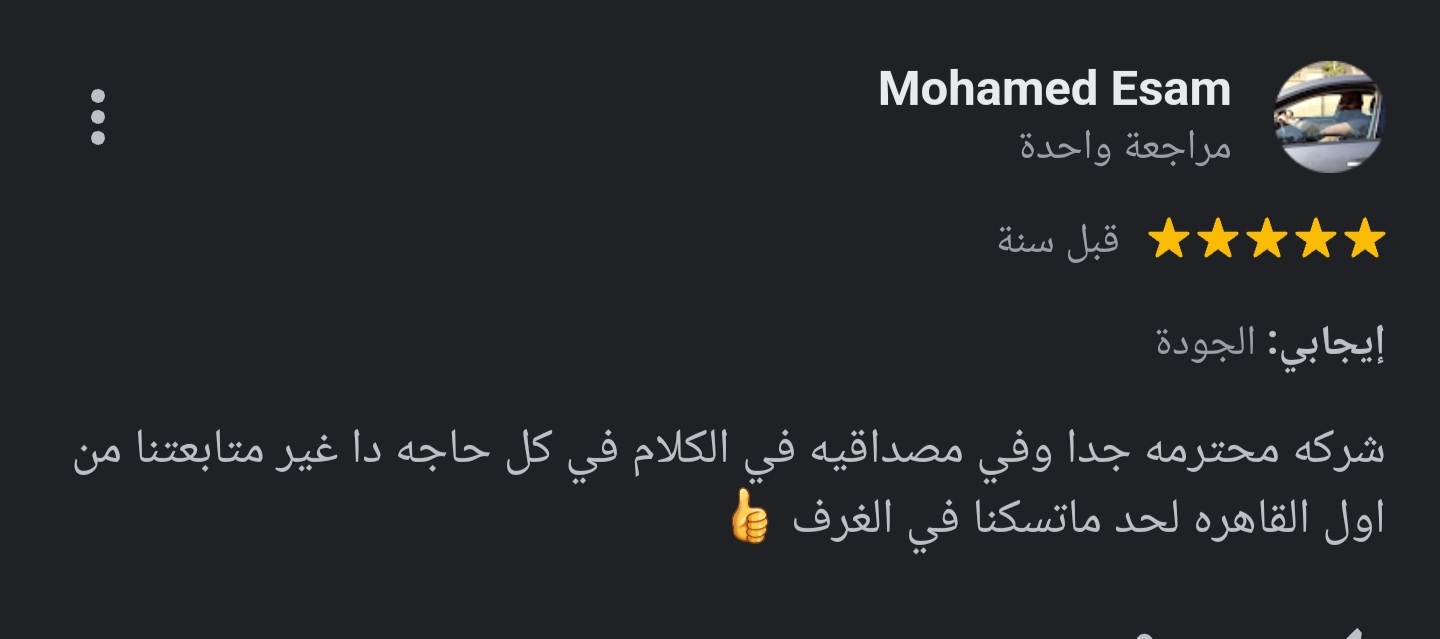 Mohamed Esam
مراجعة واحدة
قبل سنة
إيجابي: الجودة
شركه محترمه جدا وفي مصداقيه في الكلام في كل حاجه دا غير متابعتنا من
اول القاهره لحد ماتسكنا في الغرف 👍